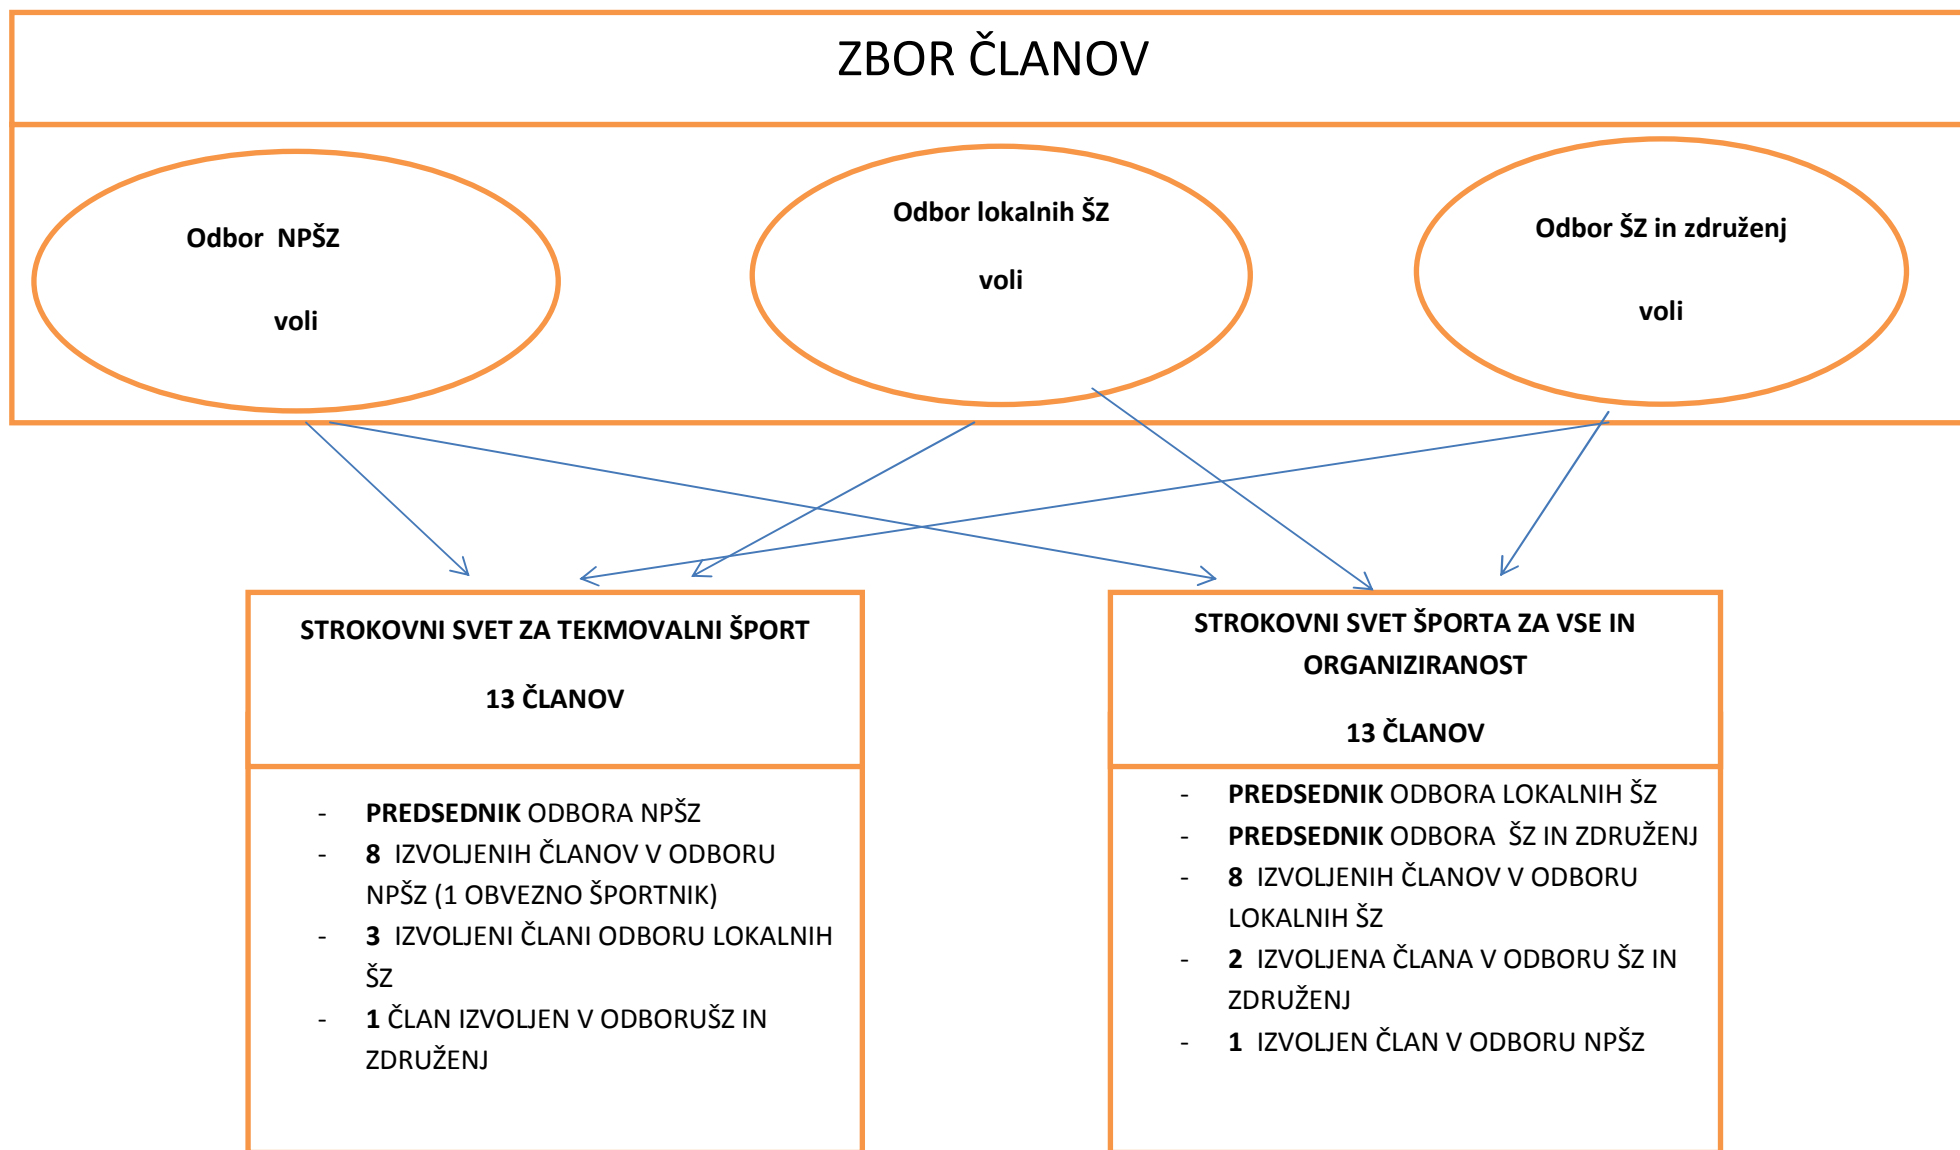 ZBOR ČLANOV
Odbor NPŠZ
voli
Odbor lokalnih ŠZ
voli
Odbor ŠZ in združenj
voli
STROKOVNI SVET ZA TEKMOVALNI ŠPORT
13 ČLANOV
- PREDSEDNIK ODBORA NPŠZ
- 8 IZVOLJENIH ČLANOV V ODBORU
NPŠZ (1 OBVEZNO ŠPORTNIK)
- 3 IZVOLJENI ČLANI ODBORU LOKALNIH
ŠZ
- 1 ČLAN IZVOLJEN V ODBORUŠZ IN
ZDRUŽENJ
STROKOVNI SVET ŠPORTA ZA VSE IN
ORGANIZIRANOST
13 ČLANOV
- PREDSEDNIK ODBORA LOKALNIH ŠZ
- PREDSEDNIK ODBORA ŠZ IN ZDRUŽENJ
- 8 IZVOLJENIH ČLANOV V ODBORU
LOKALNIH ŠZ
- 2 IZVOLJENA ČLANA V ODBORU ŠZ IN
ZDRUŽENJ
- 1 IZVOLJEN ČLAN V ODBORU NPŠZ